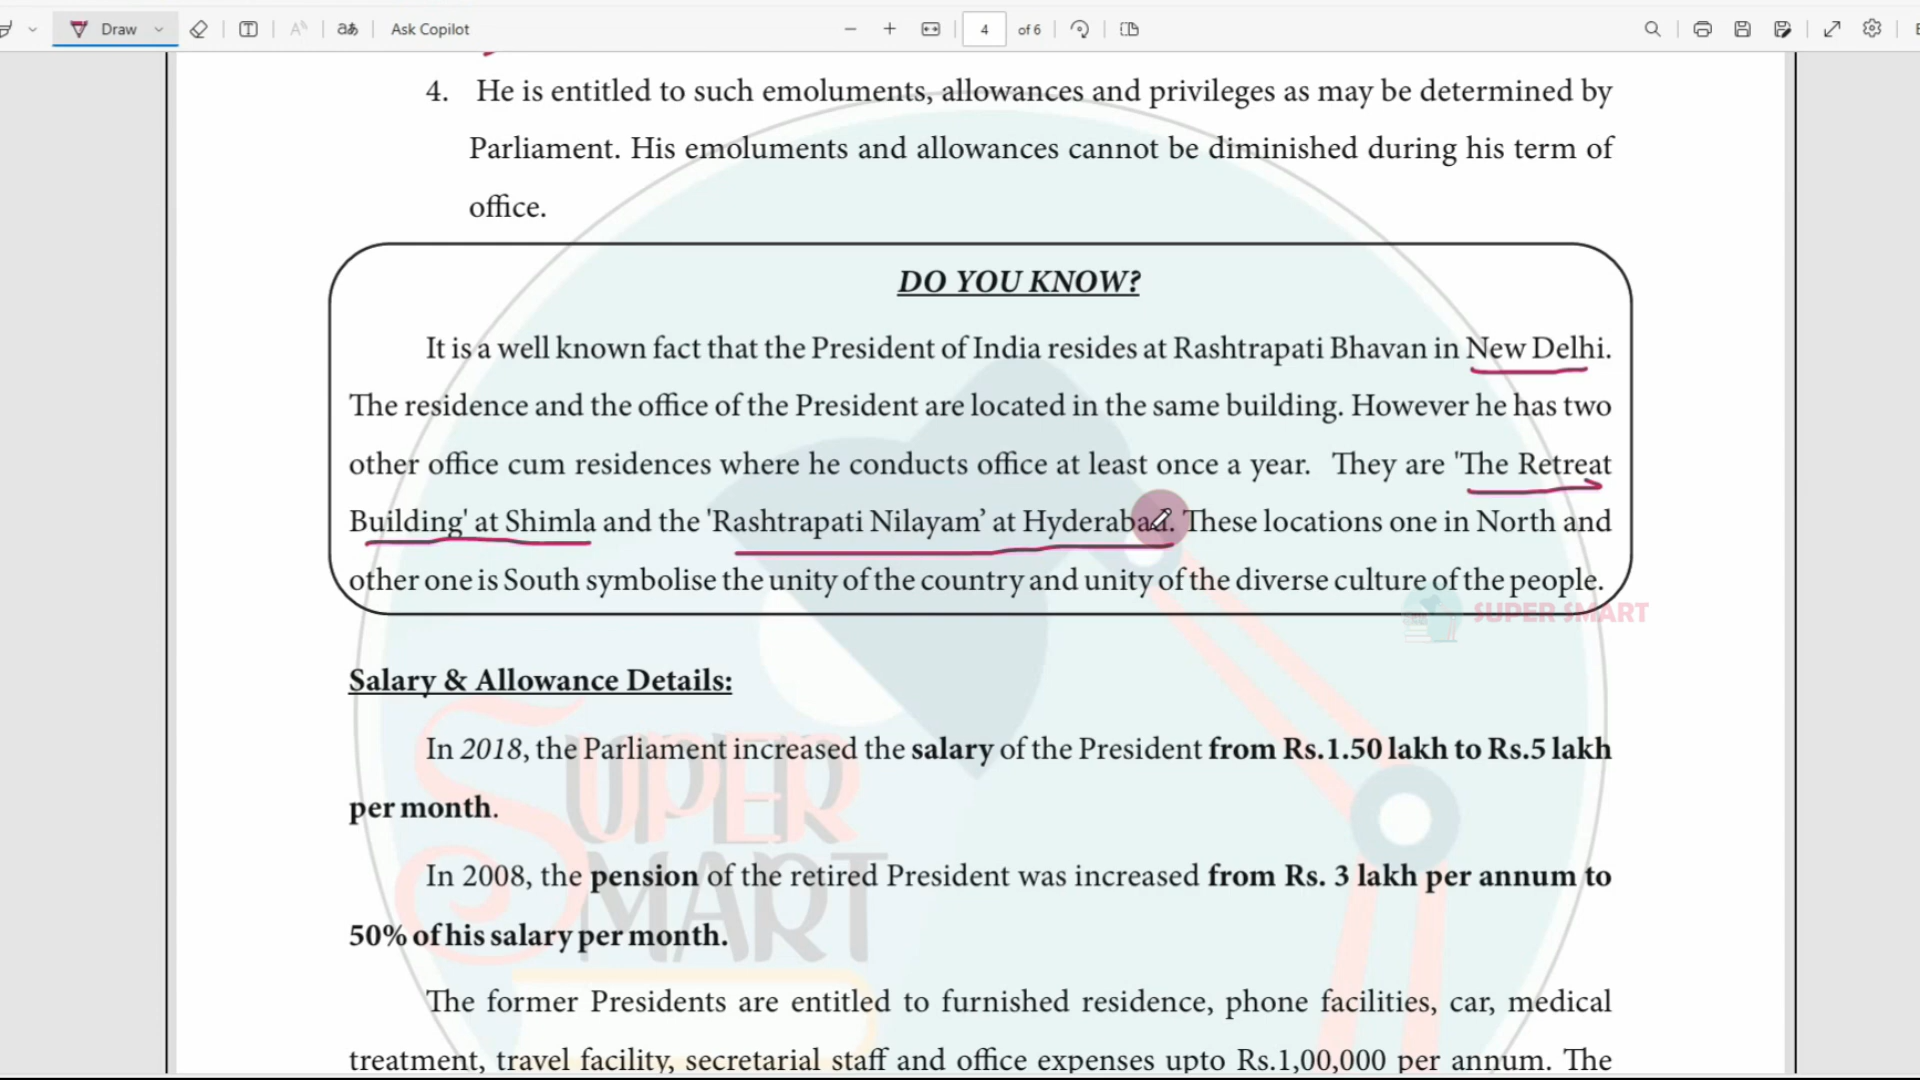 Draw
Ask Copilot
4 of 6
4. He is entitled to such emoluments, allowances and privileges as may be determined by
Parliament. His emoluments and allowances cannot be diminished during his term of
office.
DO YOU KNOW?
It is a well known fact that the President of India resides at Rashtrapati Bhavan in New Delhi.
The residence and the office of the President are located in the same building. However he has two
other office cum residences where he conducts office at least once a year. They are 'The Retreat
Building' at Shimla and the 'Rashtrapati Nilayam’ at Hyderabad. These locations one in North and
other one is South symbolise the unity of the country and unity of the diverse culture of the people.
SUPER SMART
Salary & Allowance Details:
In 2018, the Parliament increased the salary of the President from Rs.1.50 lakh to Rs.5 lakh
per month.
In 2008, the pension of the retired President was increased from Rs. 3 lakh per annum to
50% of his salary per month.
SUPER
SMART
The former Presidents are entitled to furnished residence, phone facilities, car, medical
treatment, travel facility, secretarial staff and office expenses upto Rs.1,00,000 per annum. The